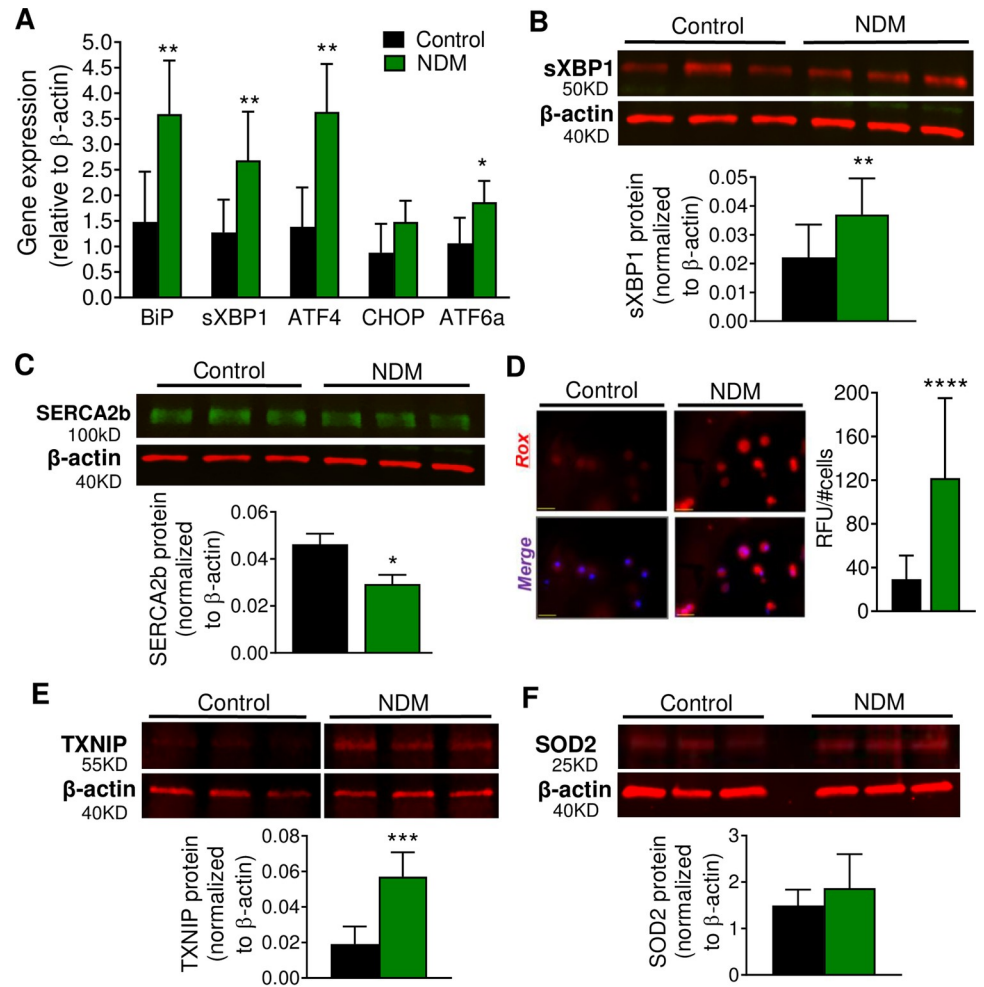 A
Gene expression
(relative to β-actin)
5.0
4.5
4.0
3.5
3.0
2.5
2.0
1.5
1.0
0.5
0.0
** ** ** *
Control
NDM
BiP sXBP1 ATF4 CHOP ATF6a
B
Control NDM
sXBP1
50KD
β-actin
40KD
sXBP1 protein
(normalized
to β-actin)
0.05
0.04
0.03
0.02
0.01
0.00
**
C
Control NDM
SERCA2b
100kD
β-actin
40KD
SERCA2b protein
(normalized
to β-actin)
0.06
0.04
0.02
0.00
*
D
Control NDM
Rox
Merge
RFU/#cells
200
160
120
80
40
0
****
E
Control NDM
TXNIP
55KD
β-actin
40KD
TXNIP protein
(normalized
to β-actin)
0.08
0.06
0.04
0.02
0.00
***
F
Control NDM
SOD2
25KD
β-actin
40KD
SOD2 protein
(normalized
to β-actin)
3
2
1
0